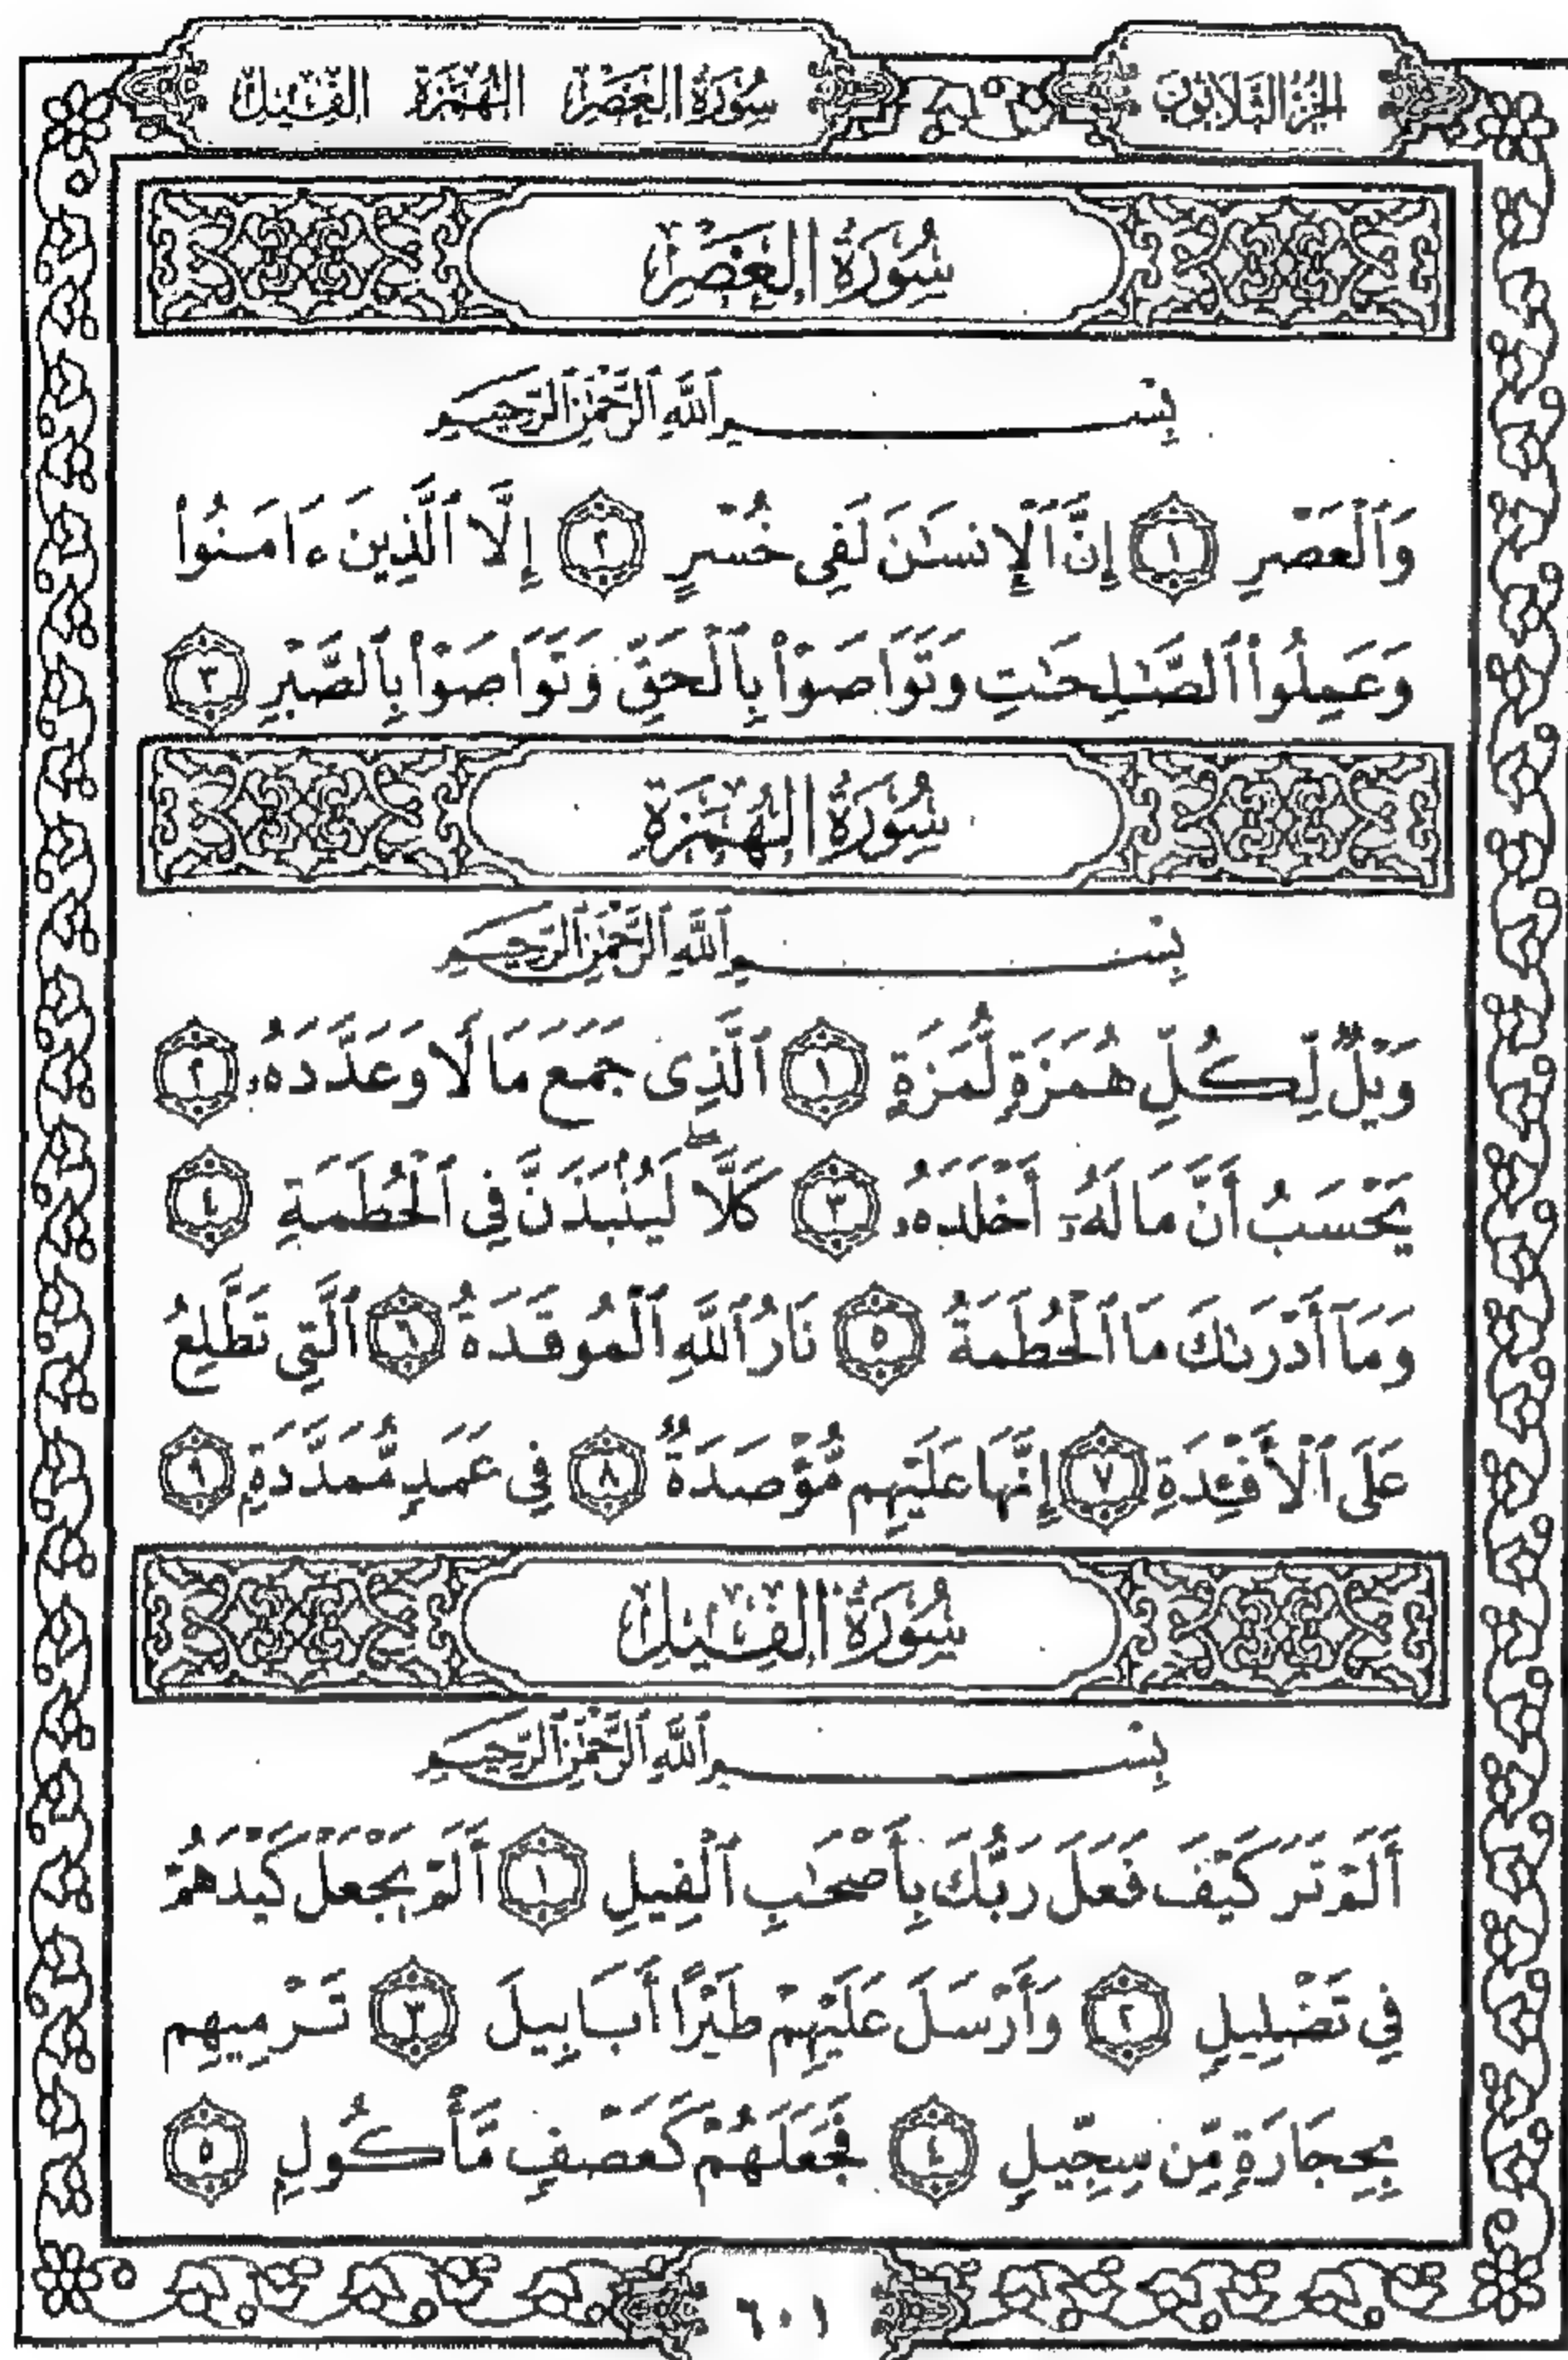 الجزء الثلاثون
سورة العصر الهمزة الفيل
سُورَةُ العَصْرِ
بِسْمِ ٱللَّهِ ٱلرَّحْمَٰنِ ٱلرَّحِيمِ
وَٱلْعَصْرِ ١ إِنَّ ٱلْإِنسَٰنَ لَفِى خُسْرٍ ٢ إِلَّا ٱلَّذِينَ ءَامَنُوا۟
وَعَمِلُوا۟ ٱلصَّٰلِحَٰتِ وَتَوَاصَوْا۟ بِٱلْحَقِّ وَتَوَاصَوْا۟ بِٱلصَّبْرِ ٣
سُورَةُ الهُمَزَةِ
بِسْمِ ٱللَّهِ ٱلرَّحْمَٰنِ ٱلرَّحِيمِ
وَيْلٌ لِّكُلِّ هُمَزَةٍ لُّمَزَةٍ ١ ٱلَّذِى جَمَعَ مَالًا وَعَدَّدَهُۥ ٢
يَحْسَبُ أَنَّ مَالَهُۥٓ أَخْلَدَهُۥ ٣ كَلَّا ۖ لَيُنۢبَذَنَّ فِى ٱلْحُطَمَةِ ٤
وَمَآ أَدْرَىٰكَ مَا ٱلْحُطَمَةُ ٥ نَارُ ٱللَّهِ ٱلْمُوقَدَةُ ٦ ٱلَّتِى تَطَّلِعُ
عَلَى ٱلْأَفْـِٔدَةِ ٧ إِنَّهَا عَلَيْهِم مُّؤْصَدَةٌ ٨ فِى عَمَدٍ مُّمَدَّدَةٍۭ ٩
سُورَةُ الفِيلِ
بِسْمِ ٱللَّهِ ٱلرَّحْمَٰنِ ٱلرَّحِيمِ
أَلَمْ تَرَ كَيْفَ فَعَلَ رَبُّكَ بِأَصْحَٰبِ ٱلْفِيلِ ١ أَلَمْ يَجْعَلْ كَيْدَهُمْ
فِى تَضْلِيلٍ ٢ وَأَرْسَلَ عَلَيْهِمْ طَيْرًا أَبَابِيلَ ٣ تَرْمِيهِم
بِحِجَارَةٍ مِّن سِجِّيلٍ ٤ فَجَعَلَهُمْ كَعَصْفٍ مَّأْكُولٍۭ ٥
٦٠١